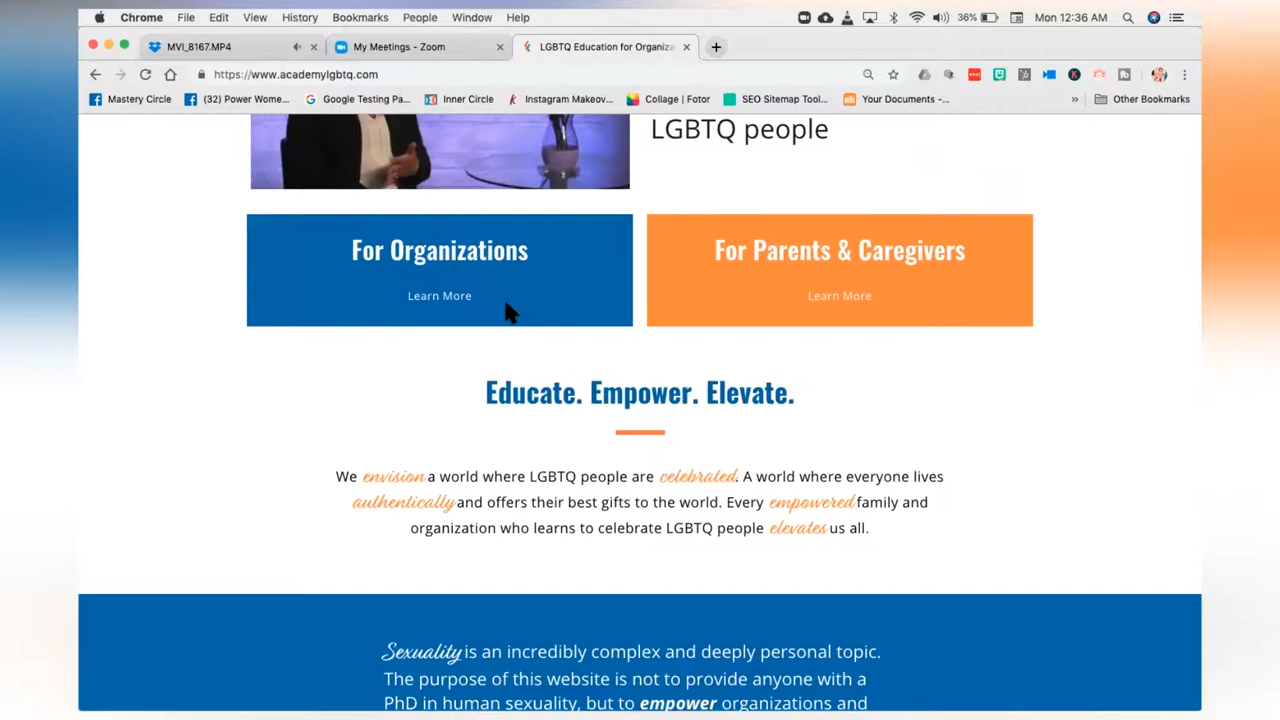 Chrome File Edit View History Bookmarks People Window Help 36% Mon 12:36 AM
MVI_8167.MP4 My Meetings - Zoom LGBTQ Education for Organiza
https://www.academylgbtq.com
Mastery Circle (32) Power Wome... Google Testing Pa... Inner Circle Instagram Makeov... Collage | Fotor SEO Sitemap Tool... Your Documents -... » Other Bookmarks
LGBTQ people
For Organizations
Learn More
For Parents & Caregivers
Learn More
Educate. Empower. Elevate.
We envision a world where LGBTQ people are celebrated. A world where everyone lives
authentically and offers their best gifts to the world. Every empowered family and
organization who learns to celebrate LGBTQ people elevates us all.
Sexuality is an incredibly complex and deeply personal topic.
The purpose of this website is not to provide anyone with a
PhD in human sexuality, but to empower organizations and